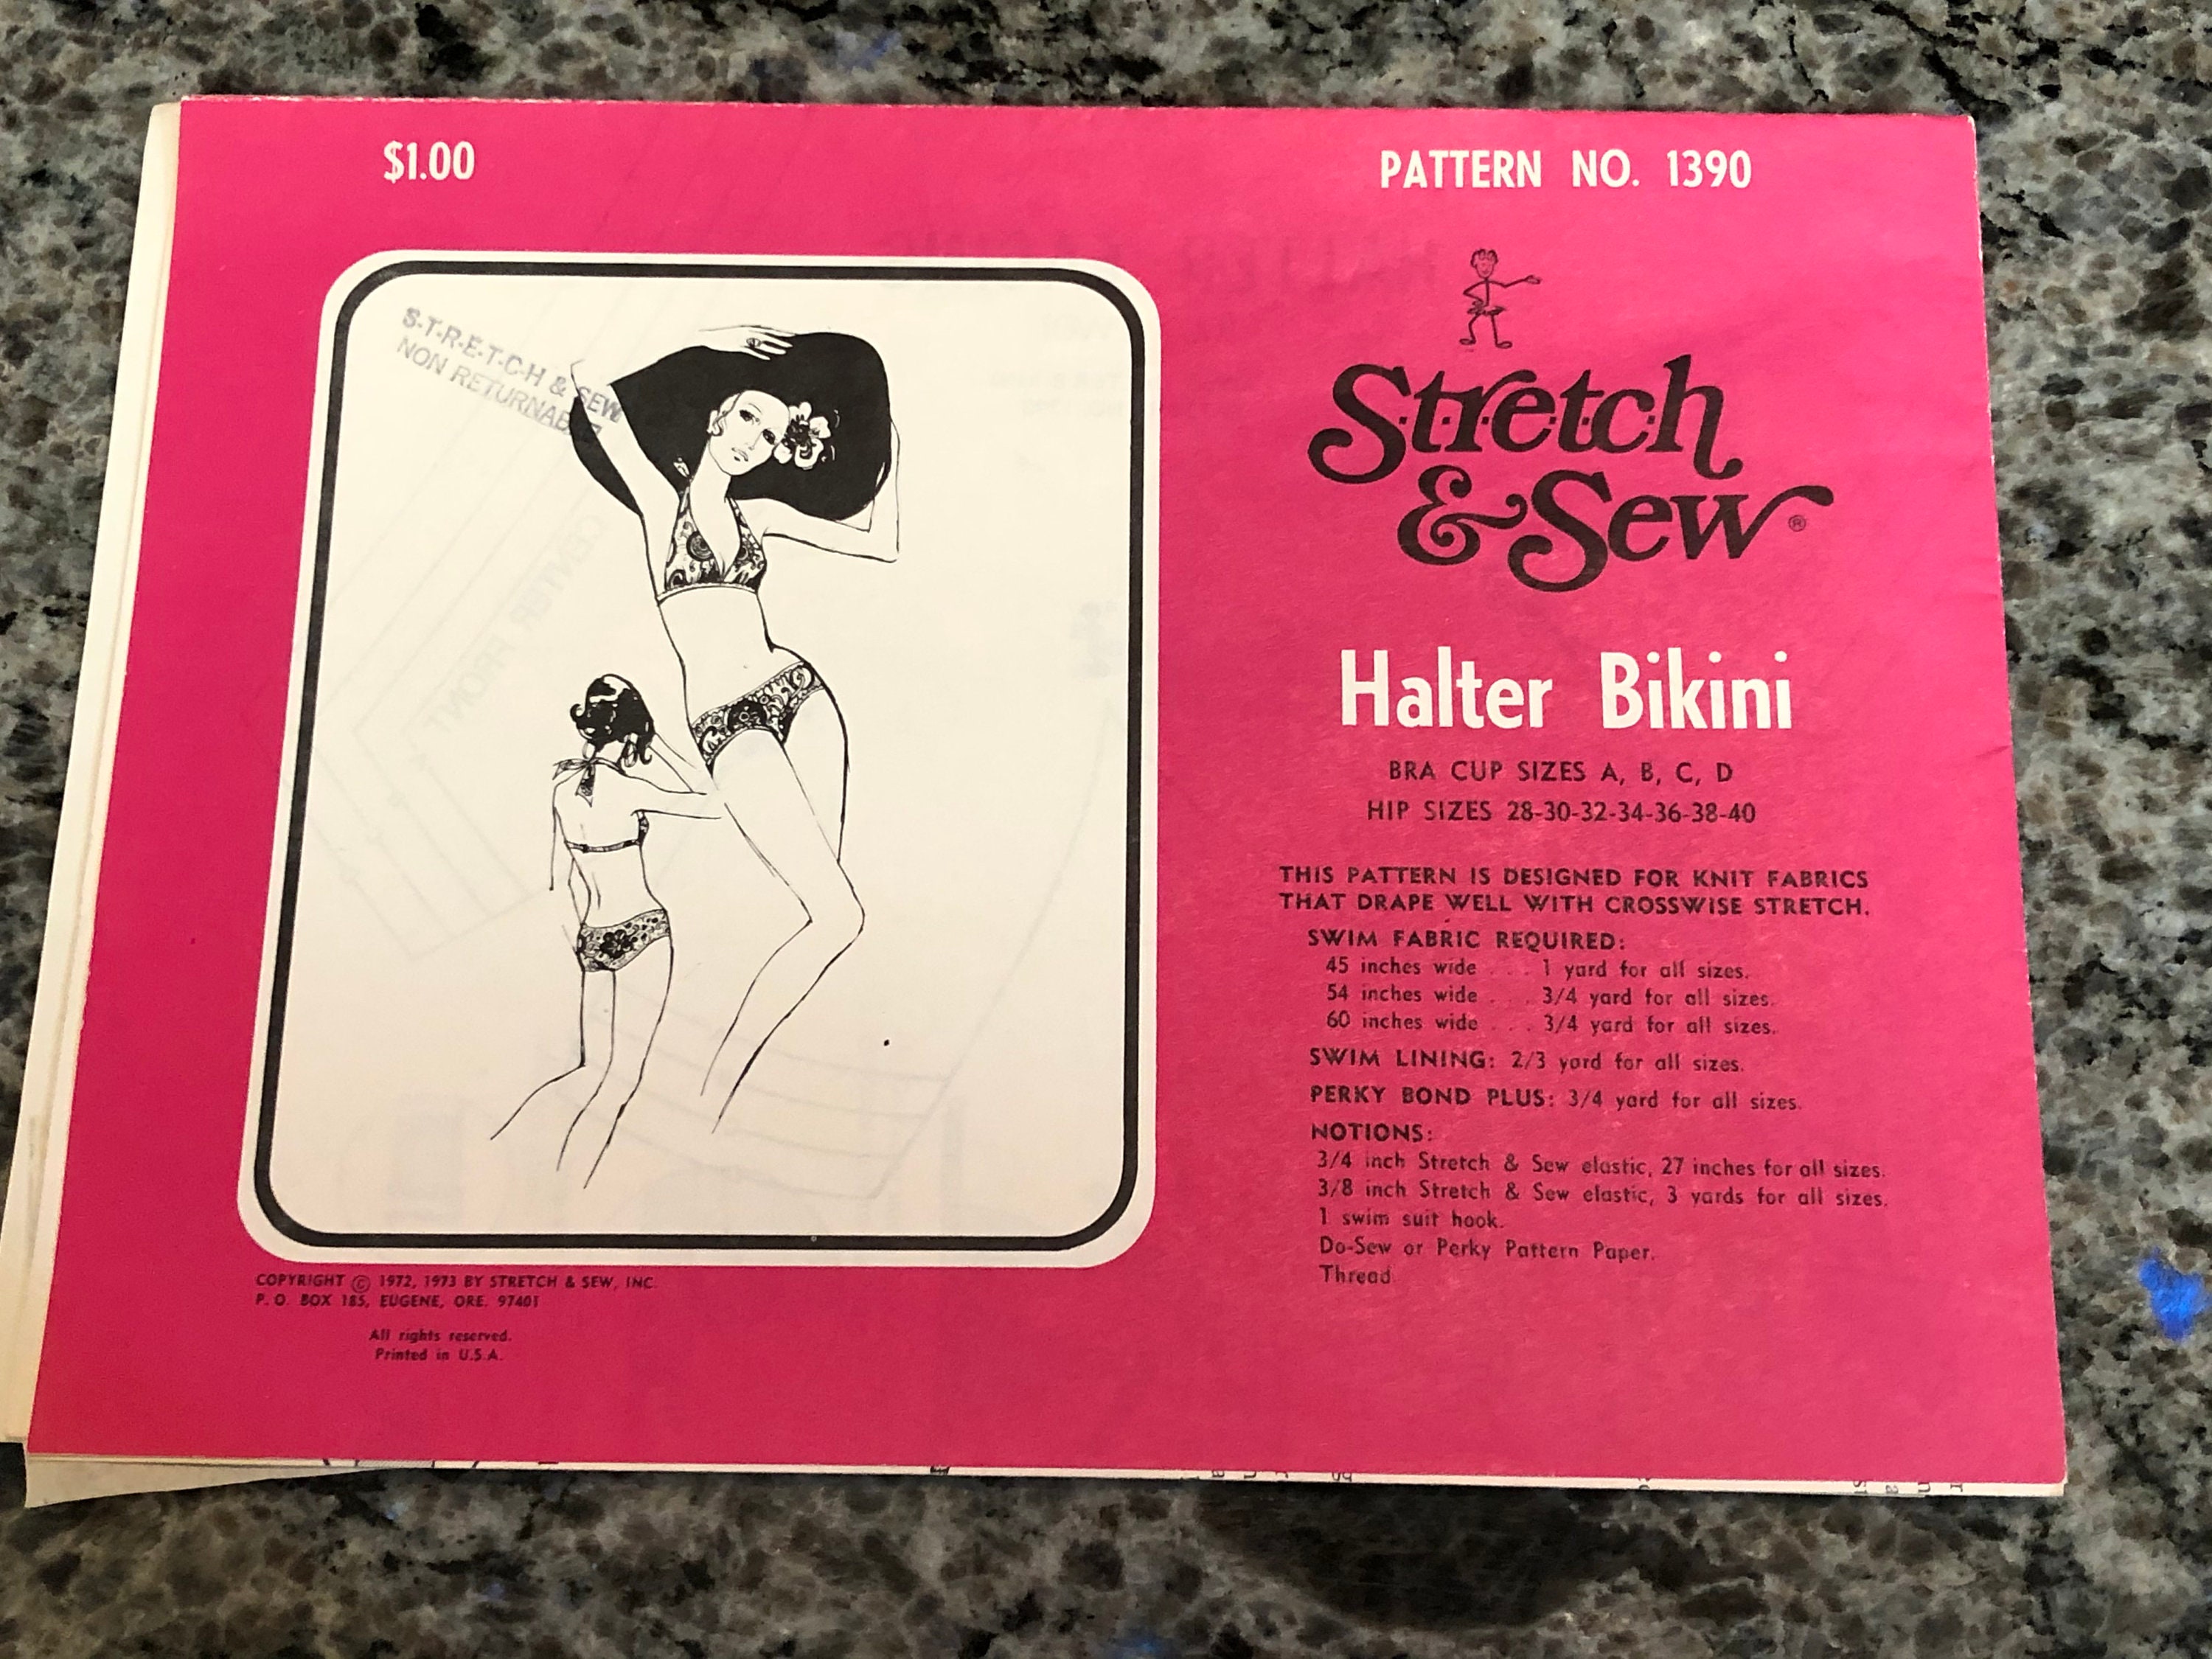 $1.00
PATTERN NO. 1390
S-T-R-E-T-C-H & SEW
NON RETURNABLE
CENTER FRONT
S·t·r·e·t·c·h
& Sew ®
Halter Bikini
BRA CUP SIZES A, B, C, D
HIP SIZES 28-30-32-34-36-38-40
THIS PATTERN IS DESIGNED FOR KNIT FABRICS
THAT DRAPE WELL WITH CROSSWISE STRETCH.
SWIM FABRIC REQUIRED:
45 inches wide . . . 1 yard for all sizes.
54 inches wide . . . 3/4 yard for all sizes.
60 inches wide . . . 3/4 yard for all sizes.
SWIM LINING: 2/3 yard for all sizes.
PERKY BOND PLUS: 3/4 yard for all sizes.
NOTIONS:
3/4 inch Stretch & Sew elastic, 27 inches for all sizes.
3/8 inch Stretch & Sew elastic, 3 yards for all sizes.
1 swim suit hook.
Do-Sew or Perky Pattern Paper.
Thread
COPYRIGHT © 1972, 1973 BY STRETCH & SEW, INC.
P. O. BOX 185, EUGENE, ORE. 97401
All rights reserved.
Printed in U.S.A.